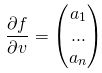 ∂f/∂v = (a₁
...
aₙ)